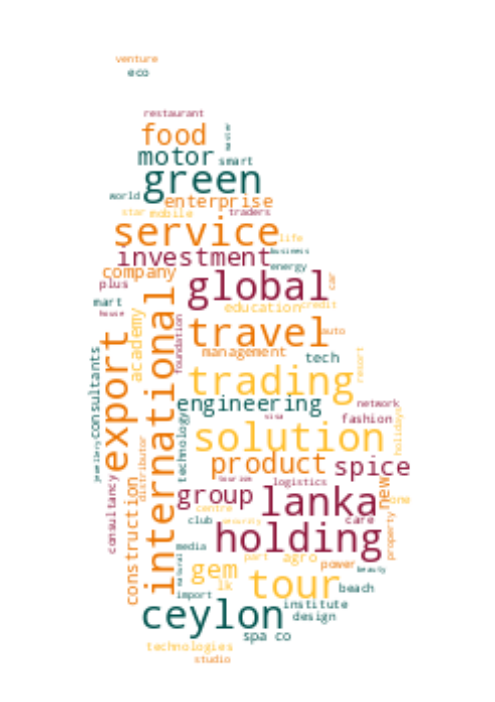 venture
eco
restaurant
food
asia
motor
smart
green
world
enterprise
star
mobile
traders
service
life
investment
business
company
energy
plus
global
car
mart
education
credit
house
travel
auto
academy
foundation
management
tech
international
export
trading
resort
consultants
engineering
network
visa
fashion
holidays
solution
jewellery
technology
distributor
product
spice
tourism
logistics
consultancy
group
lanka
new
one
centre
construction
club
security
care
holding
property
media
natural
part
agro
power
beauty
gem
lk
tour
beach
import
ceylon
institute
design
spa
co
technologies
studio